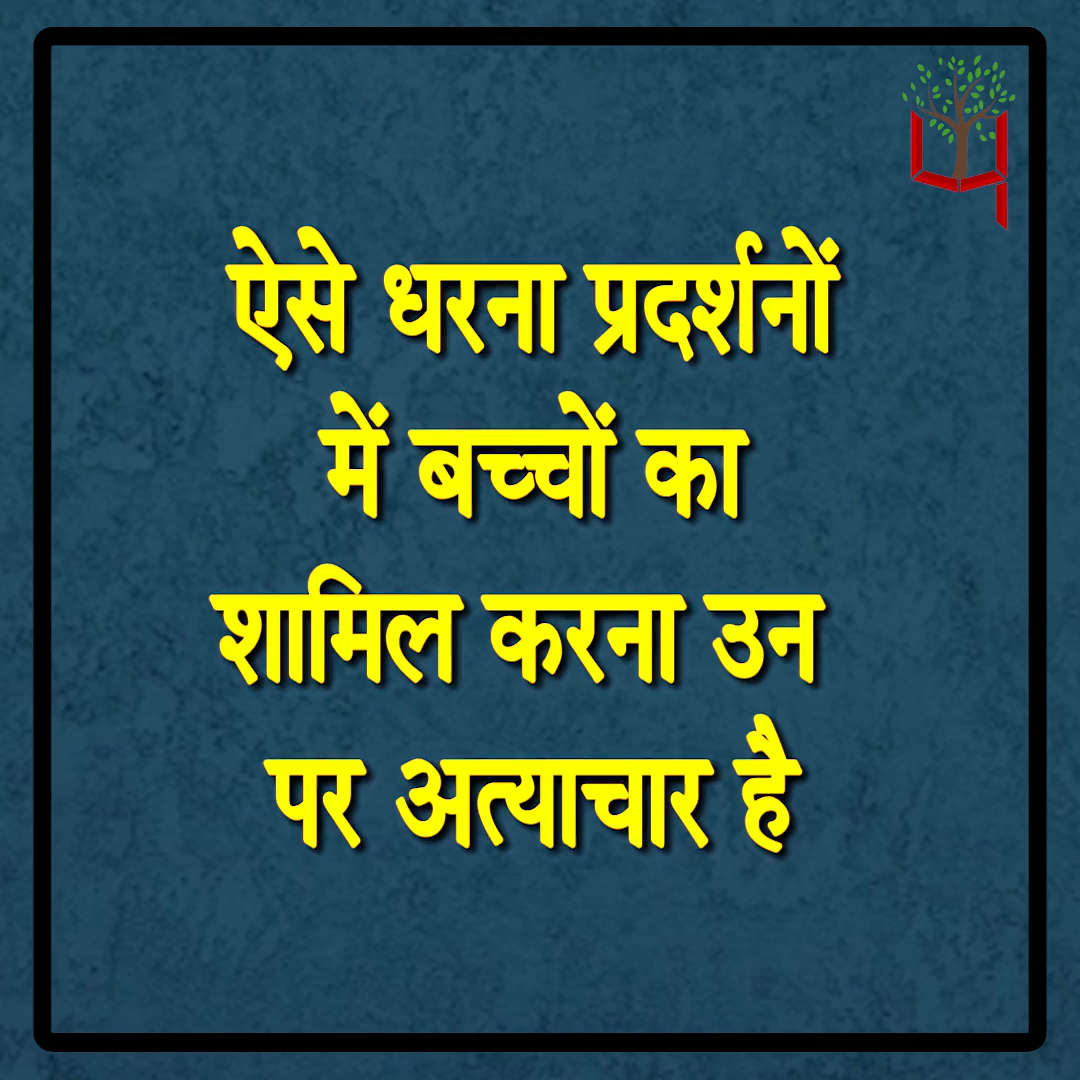 ऐसे धरना प्रदर्शनों
में बच्चों का
शामिल करना उन
पर अत्याचार है